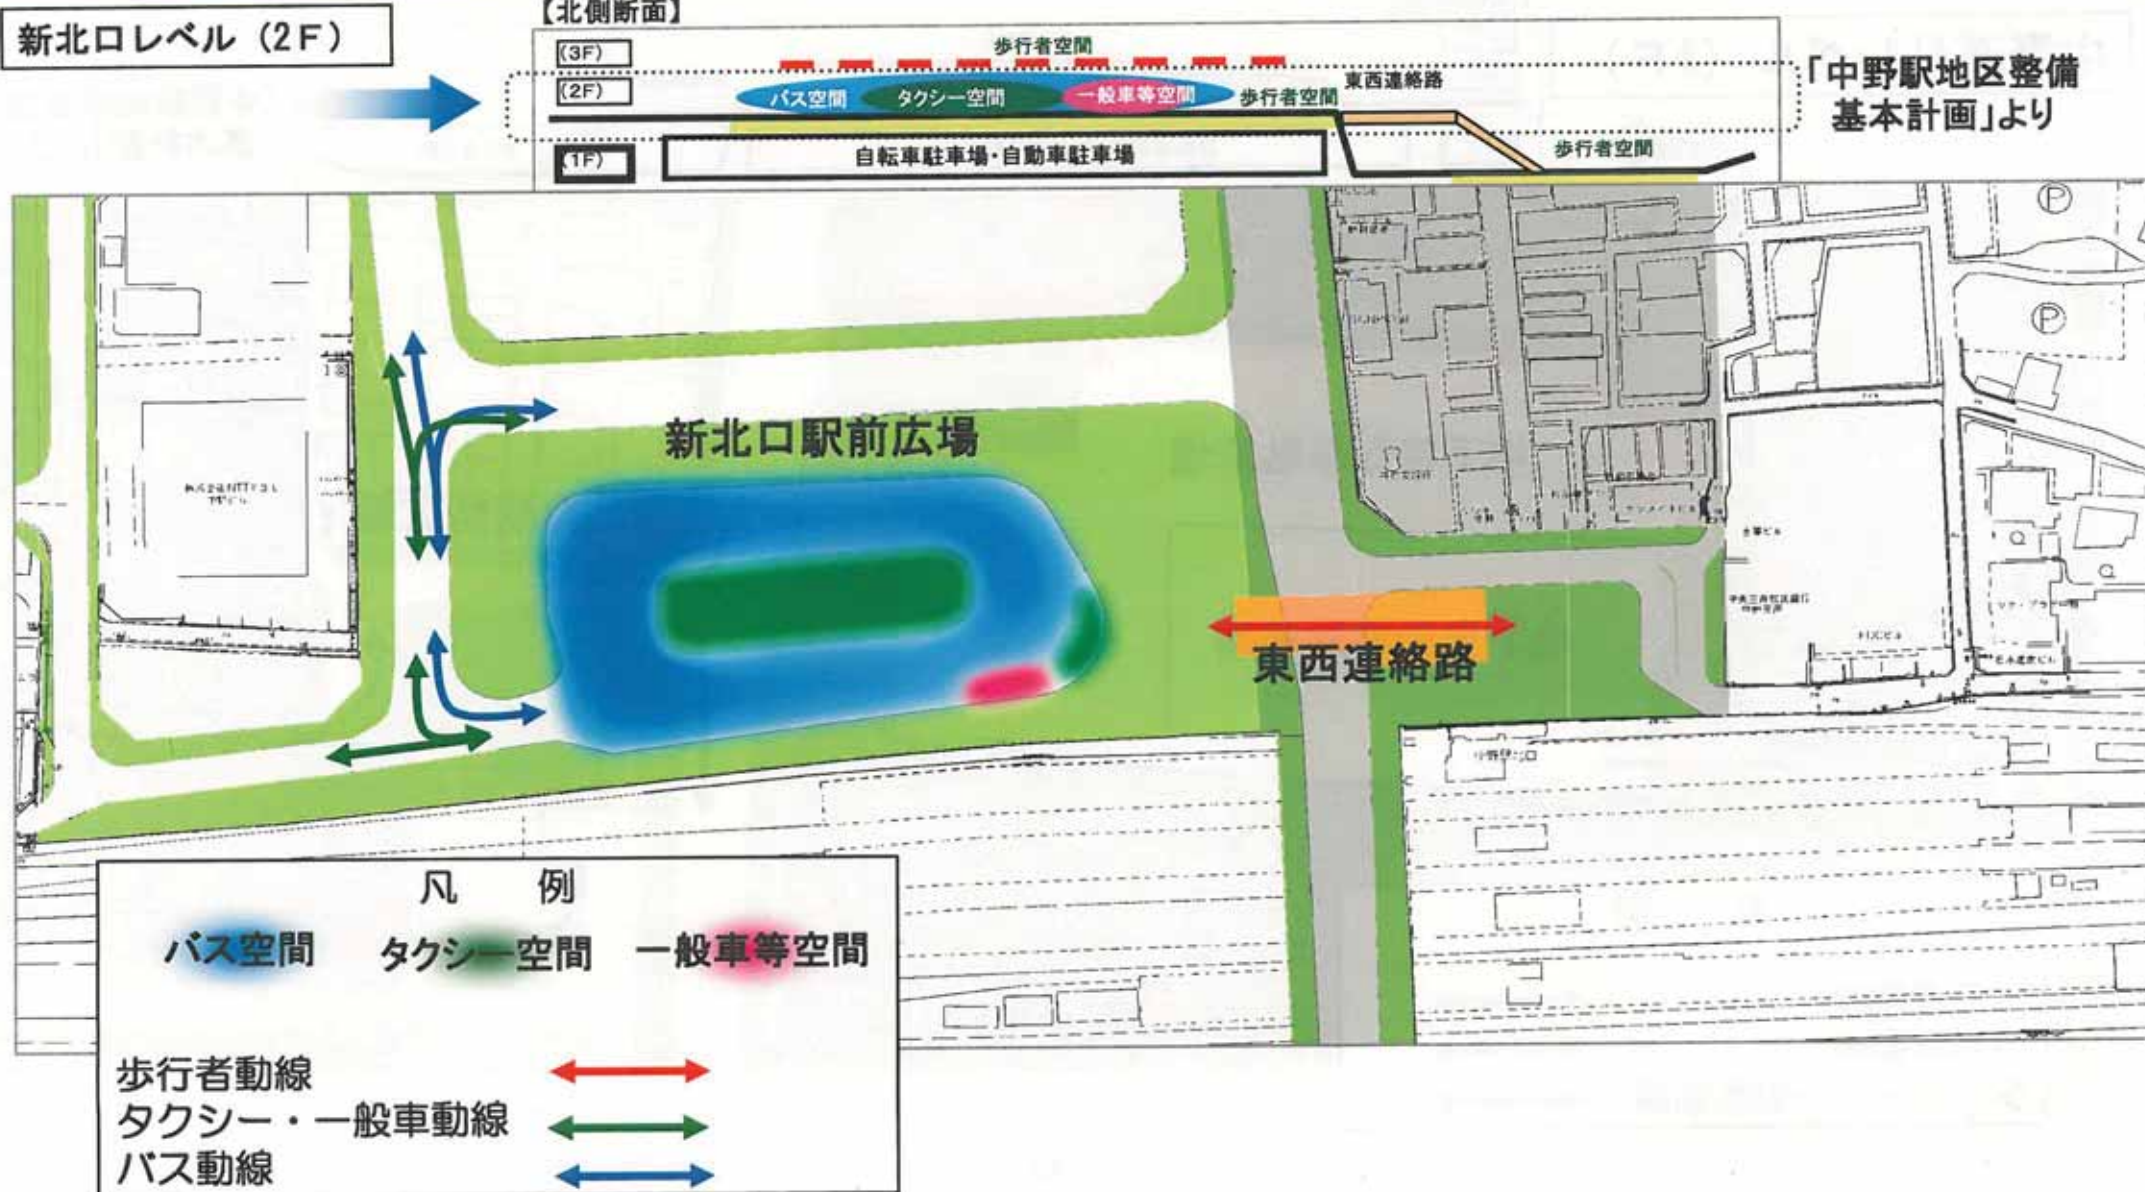 新北口レベル（2F）
【北側断面】
（3F）
歩行者空間
（2F）
バス空間
タクシー空間
一般車等空間
歩行者空間
東西連絡路
「中野駅地区整備
基本計画」より
（1F）
自転車駐車場・自動車駐車場
歩行者空間
P
P
新北口駅前広場
東西連絡路
凡　例
バス空間
タクシー空間
一般車等空間
歩行者動線
タクシー・一般車動線
バス動線